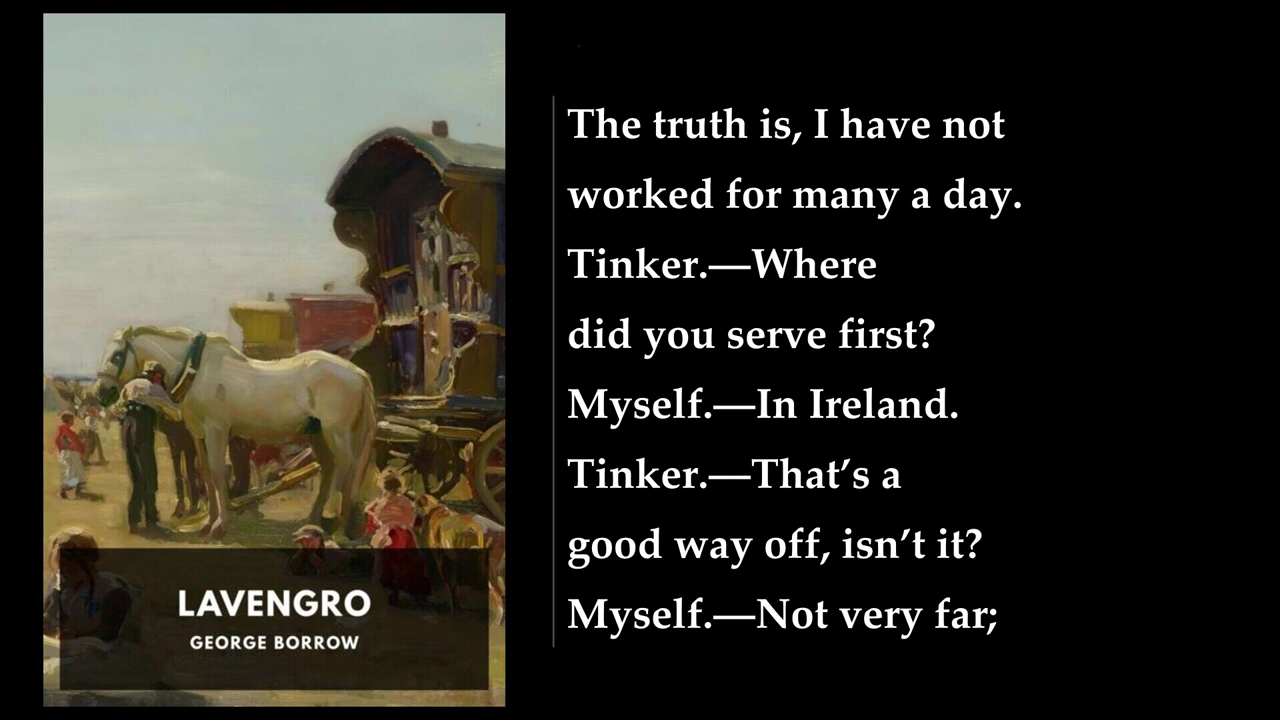 LAVENGRO
GEORGE BORROW
The truth is, I have not
worked for many a day.
Tinker.—Where
did you serve first?
Myself.—In Ireland.
Tinker.—That’s a
good way off, isn’t it?
Myself.—Not very far;